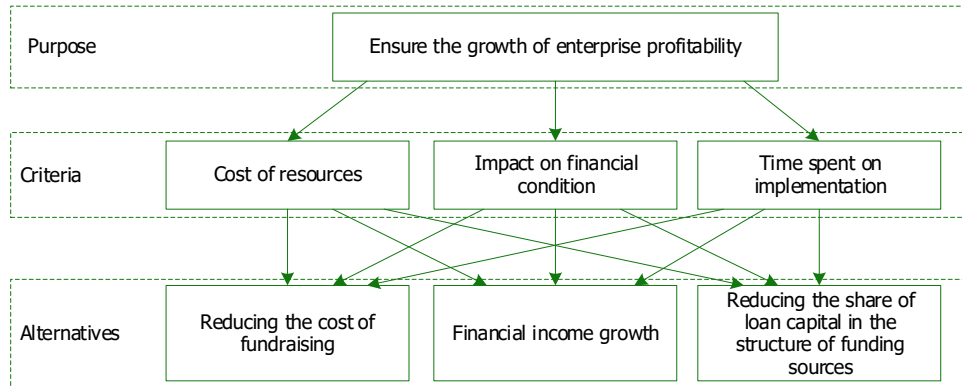 Purpose
Ensure the growth of enterprise profitability
Criteria
Cost of resources
Impact on financial
condition
Time spent on
implementation
Alternatives
Reducing the cost of
fundraising
Financial income growth
Reducing the share of
loan capital in the
structure of funding
sources